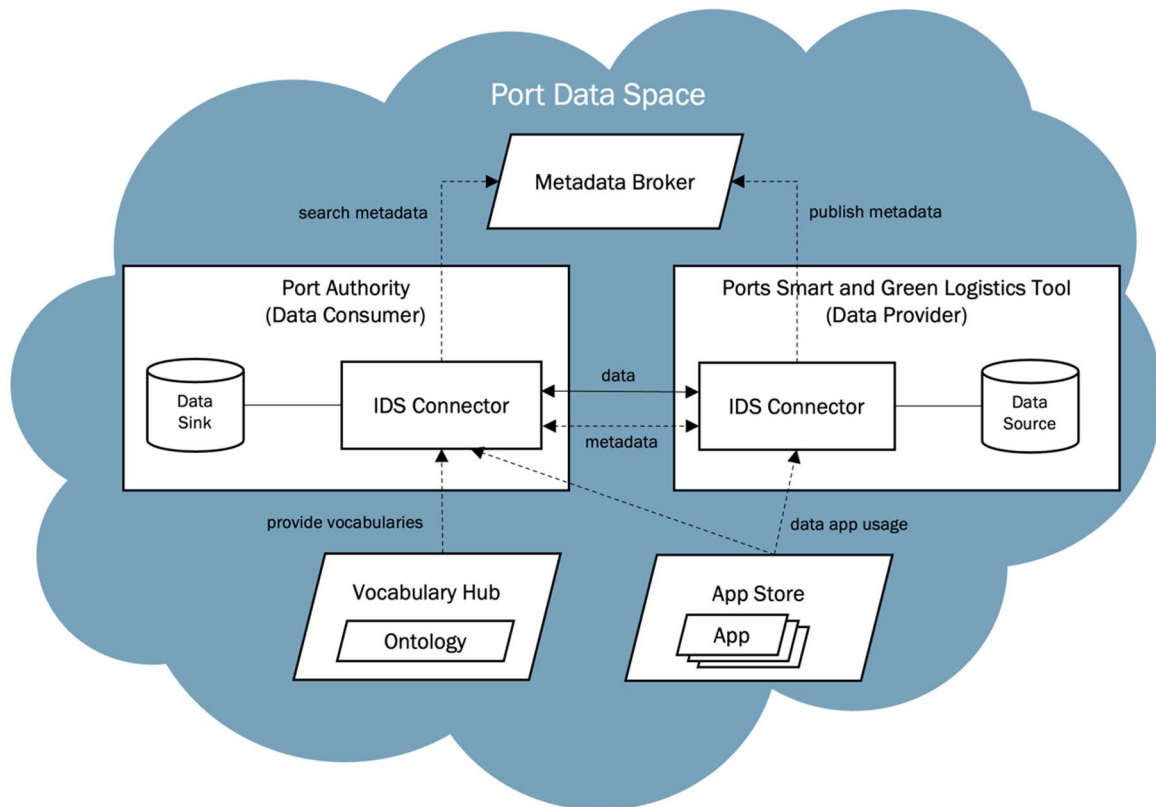 Port Data Space
Metadata Broker
search metadata
publish metadata
Port Authority
(Data Consumer)
Ports Smart and Green Logistics Tool
(Data Provider)
Data
Sink
IDS Connector
data
metadata
IDS Connector
Data
Source
provide vocabularies
data app usage
Vocabulary Hub
Ontology
App Store
App